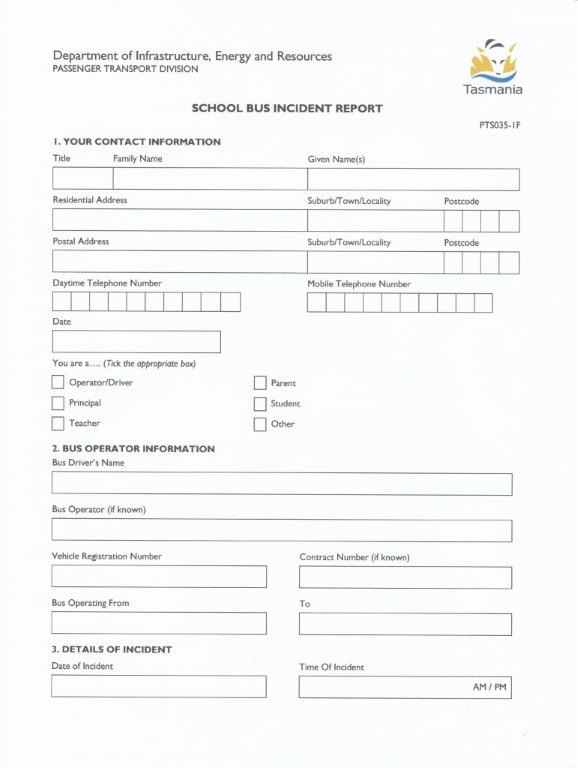 Department of Infrastructure, Energy and Resources
PASSENGER TRANSPORT DIVISION
Tasmania
SCHOOL BUS INCIDENT REPORT
PTS035-1F
1. YOUR CONTACT INFORMATION
Title Family Name Given Name(s)
Residential Address Suburb/Town/Locality Postcode
Postal Address Suburb/Town/Locality Postcode
Daytime Telephone Number Mobile Telephone Number
Date
You are a.... (Tick the appropriate box)
Operator/Driver Parent
Principal Student
Teacher Other
2. BUS OPERATOR INFORMATION
Bus Driver's Name
Bus Operator (if known)
Vehicle Registration Number Contract Number (if known)
Bus Operating From To
3. DETAILS OF INCIDENT
Date of Incident Time Of Incident
AM / PM